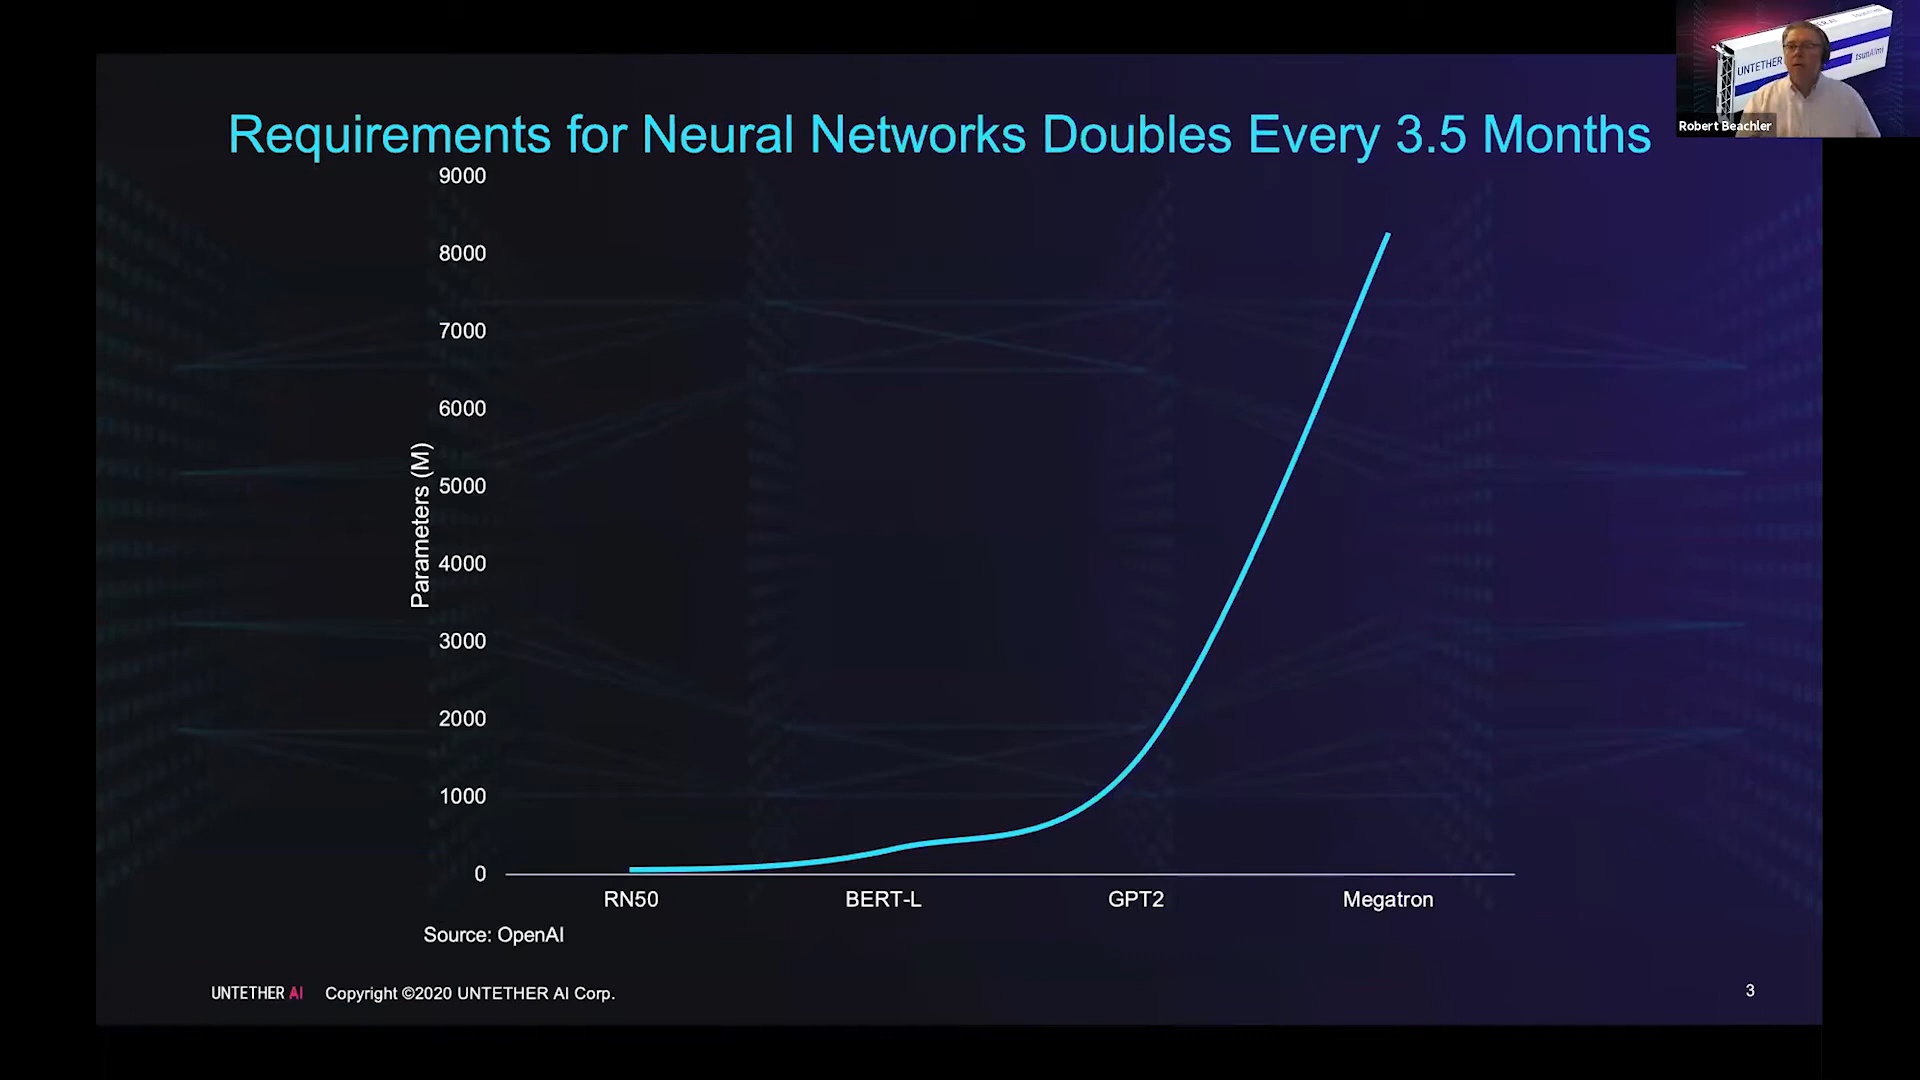 Requirements for Neural Networks Doubles Every 3.5 Months
UNTETHER
tsunAImi
Robert Beachler
9000
8000
7000
6000
5000
4000
3000
2000
1000
0
Parameters (M)
RN50 BERT-L GPT2 Megatron
Source: OpenAI
UNTETHER AI Copyright ©2020 UNTETHER AI Corp.
3